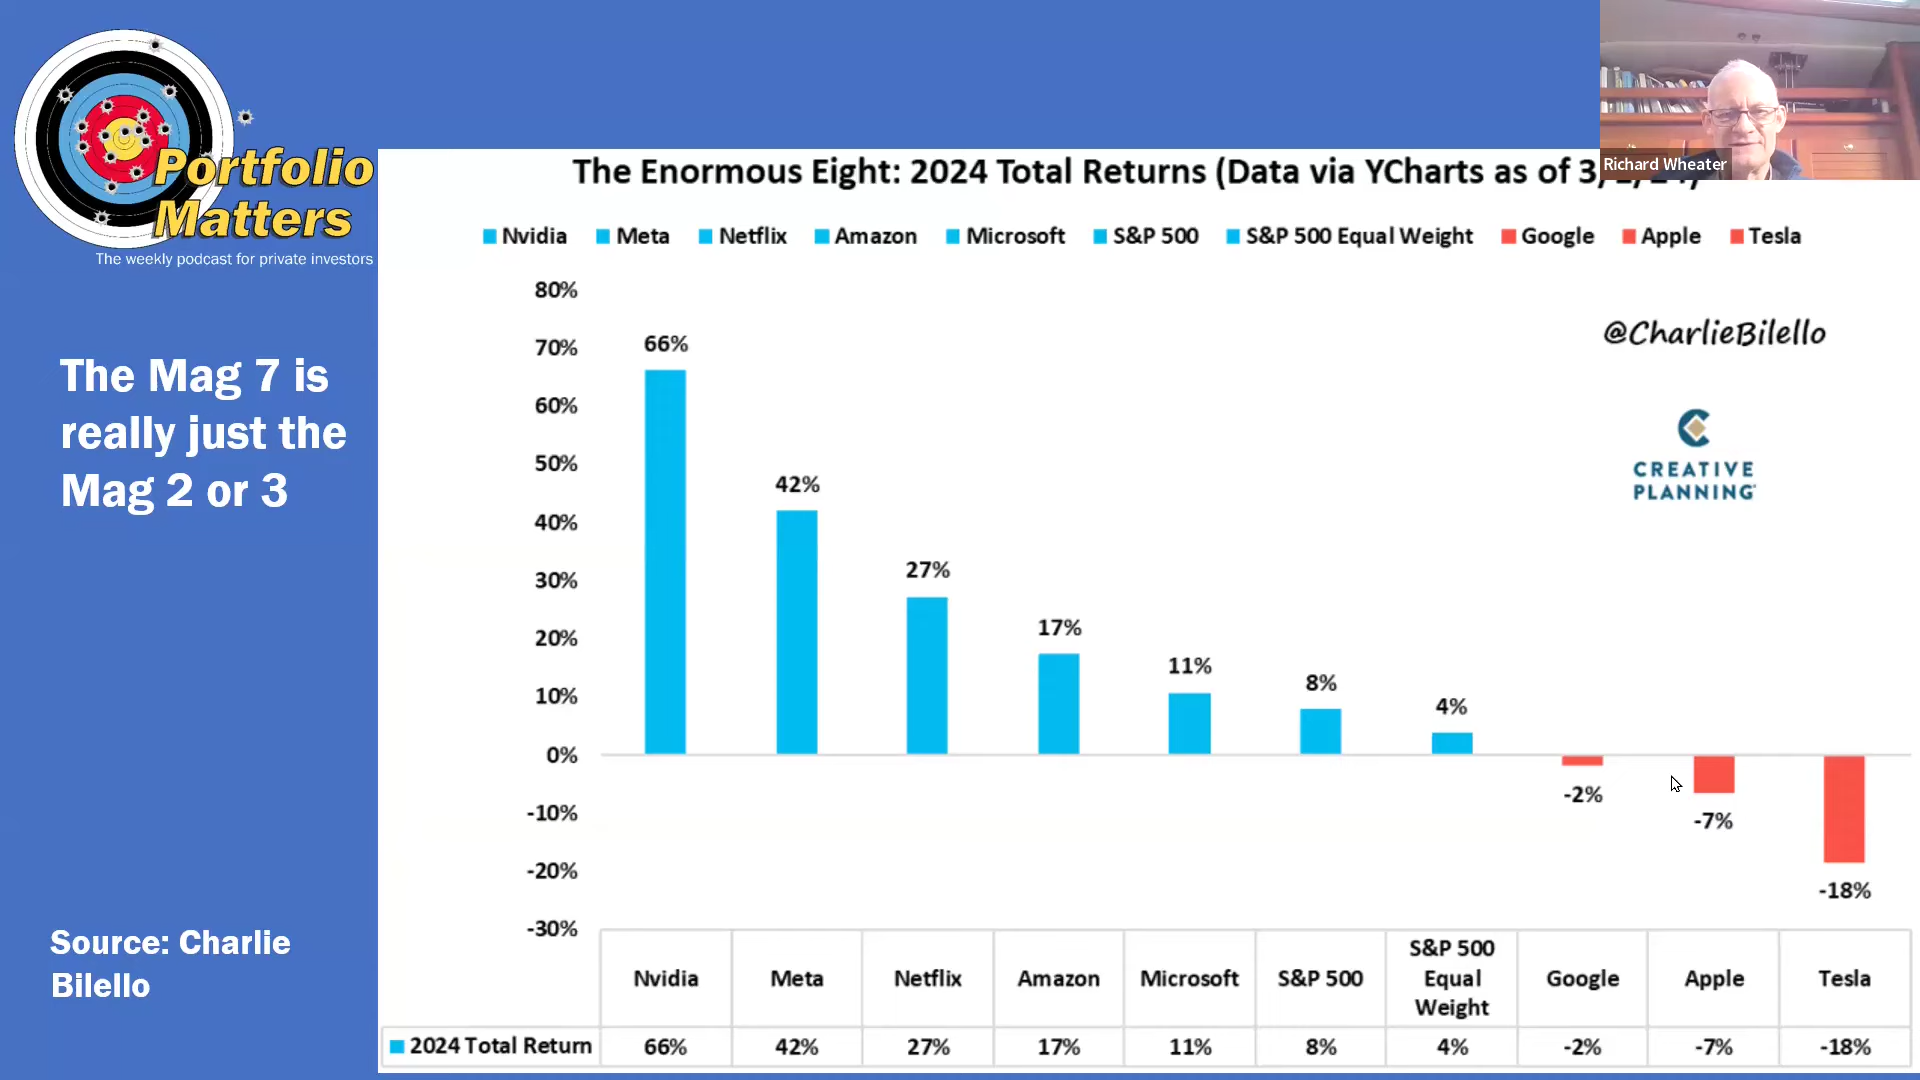 Portfolio
Matters
The weekly podcast for private investors
The Mag 7 is
really just the
Mag 2 or 3
Source: Charlie
Bilello
Richard Wheater
The Enormous Eight: 2024 Total Returns (Data via YCharts as of
Nvidia Meta Netflix Amazon Microsoft S&P 500 S&P 500 Equal Weight Google Apple Tesla
@CharlieBilello
CREATIVE
PLANNING
80%
70%
60%
50%
40%
30%
20%
10%
0%
-10%
-20%
-30%
66%
42%
27%
17%
11%
8%
4%
-2%
-7%
-18%
Nvidia Meta Netflix Amazon Microsoft S&P 500 S&P 500 Equal Weight Google Apple Tesla
2024 Total Return 66% 42% 27% 17% 11% 8% 4% -2% -7% -18%